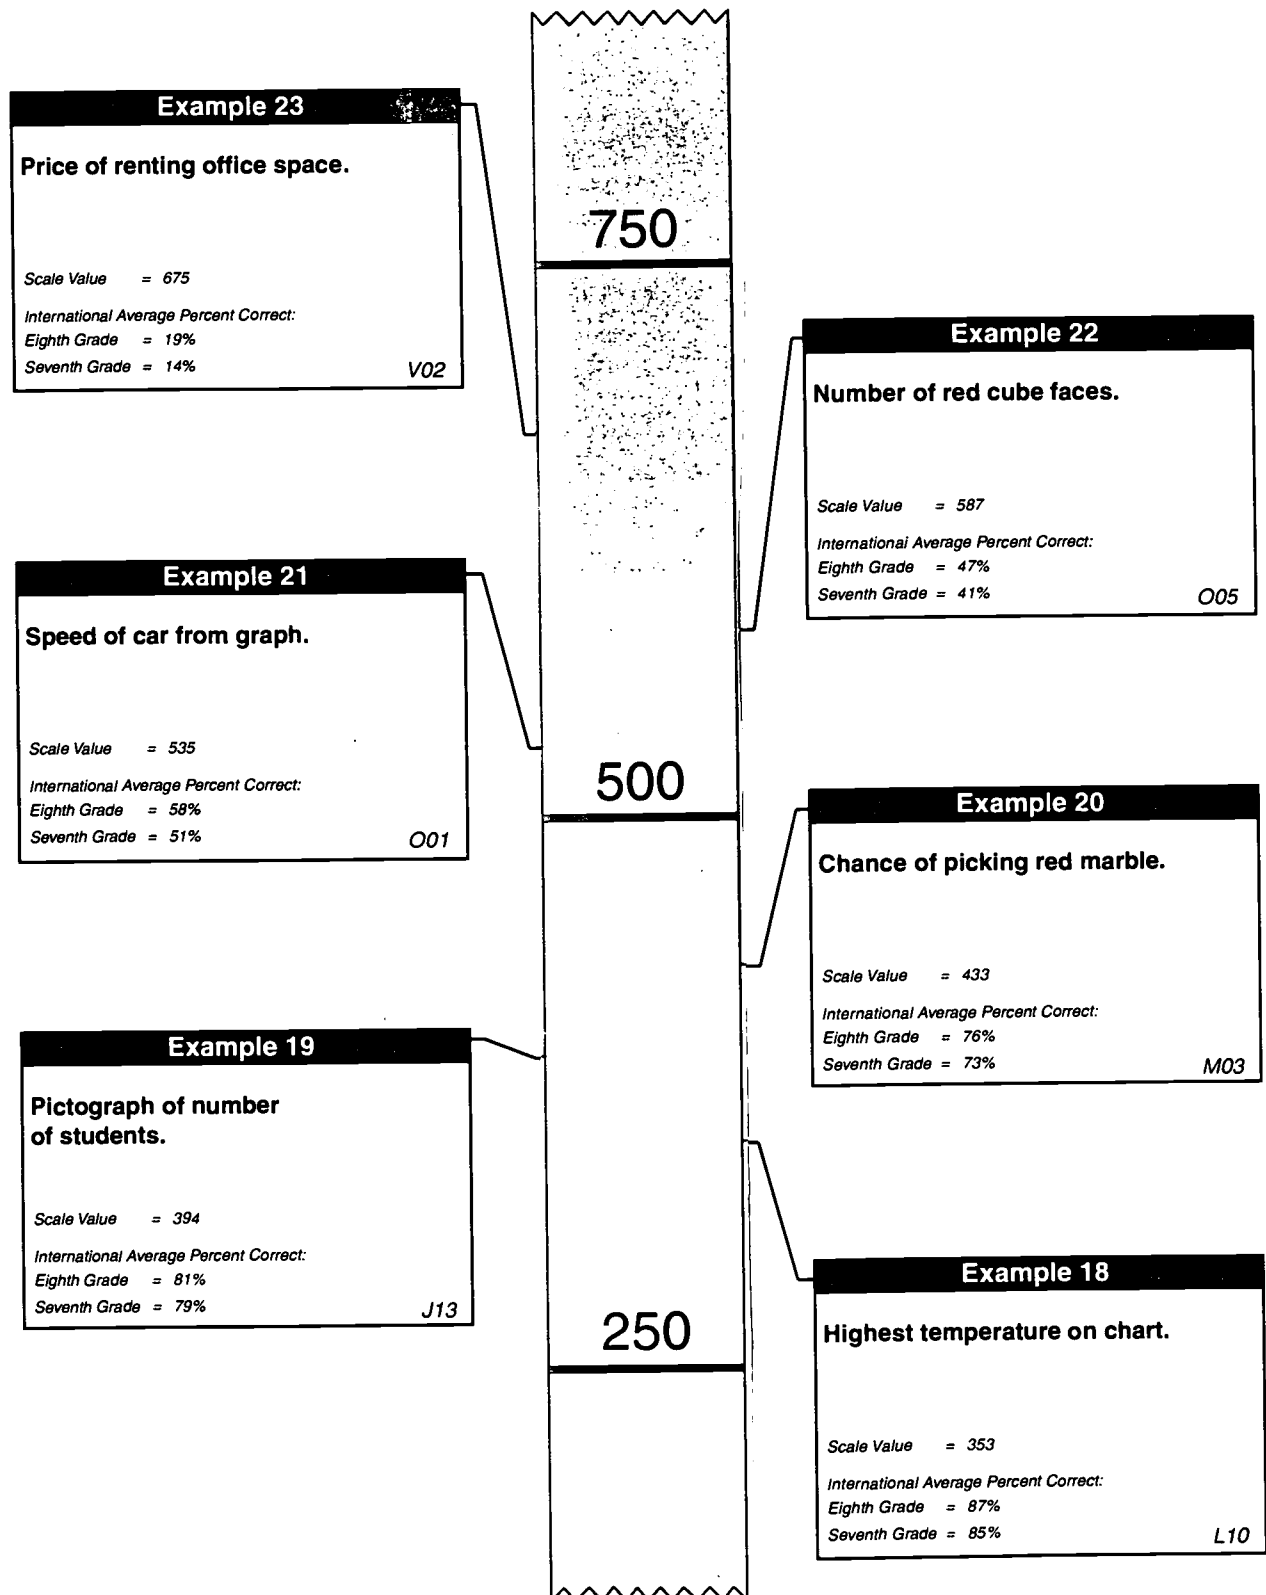 Example 23
Price of renting office space.
Scale Value = 675
International Average Percent Correct:
Eighth Grade = 19%
Seventh Grade = 14%
V02
750
Example 22
Number of red cube faces.
Scale Value = 587
International Average Percent Correct:
Eighth Grade = 47%
Seventh Grade = 41%
O05
Example 21
Speed of car from graph.
Scale Value = 535
International Average Percent Correct:
Eighth Grade = 58%
Seventh Grade = 51%
O01
500
Example 20
Chance of picking red marble.
Scale Value = 433
International Average Percent Correct:
Eighth Grade = 76%
Seventh Grade = 73%
M03
Example 19
Pictograph of number
of students.
Scale Value = 394
International Average Percent Correct:
Eighth Grade = 81%
Seventh Grade = 79%
J13
250
Example 18
Highest temperature on chart.
Scale Value = 353
International Average Percent Correct:
Eighth Grade = 87%
Seventh Grade = 85%
L10